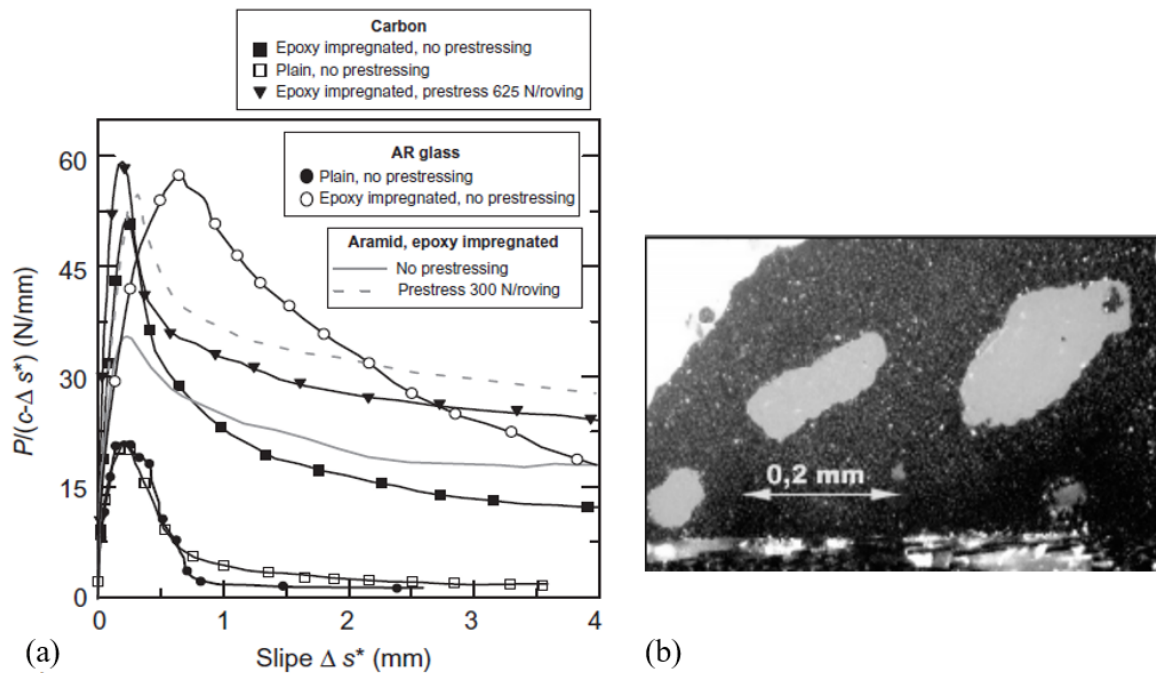 Carbon
Epoxy impregnated, no prestressing
Plain, no prestressing
Epoxy impregnated, prestress 625 N/roving
AR glass
Plain, no prestressing
Epoxy impregnated, no prestressing
Aramid, epoxy impregnated
No prestressing
Prestress 300 N/roving
P/(c-Δ s*) (N/mm)
60
45
30
15
0
0 1 2 3 4
Slipe Δ s* (mm)
(a)
0,2 mm
(b)